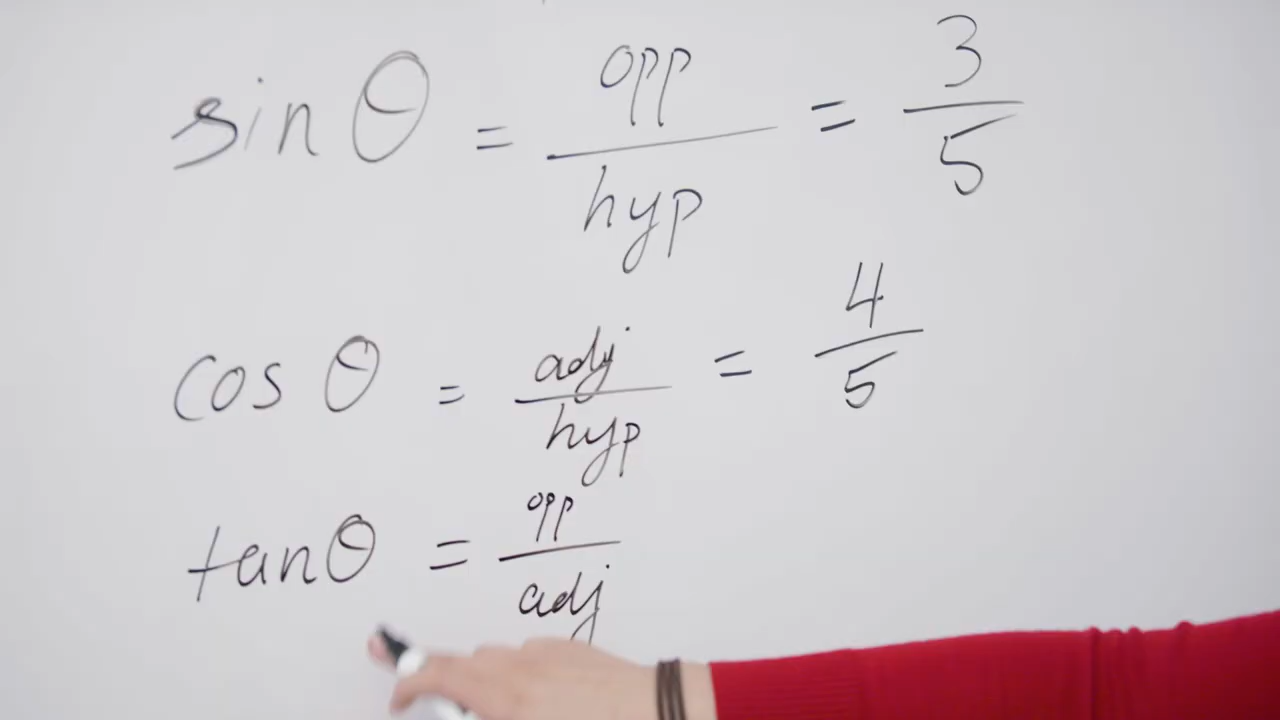 sin θ = opp/hyp = 3/5
cos θ = adj/hyp = 4/5
tan θ = opp/adj